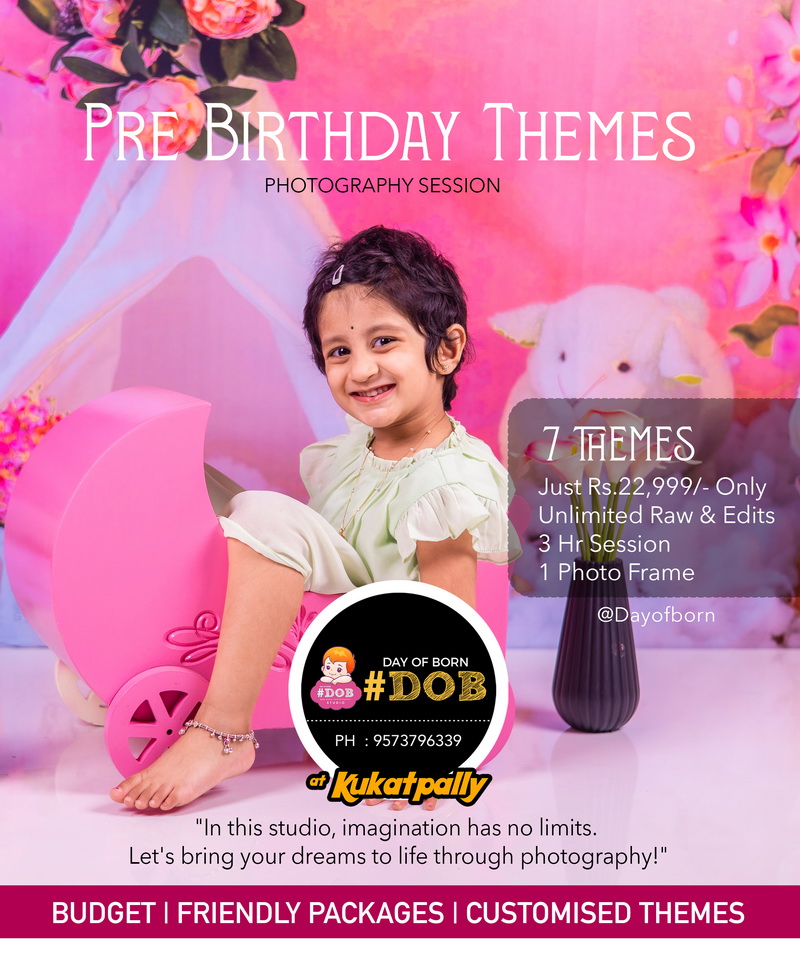 PRE BIRTHDAY THEMES
PHOTOGRAPHY SESSION
7 THEMES
Just Rs.22,999/- Only
Unlimited Raw & Edits
3 Hr Session
1 Photo Frame
@Dayofborn
DAY OF BORN
#DOB
#DOB
STUDIO
PH : 9573796339
at Kukatpally
"In this studio, imagination has no limits.
Let's bring your dreams to life through photography!"
BUDGET | FRIENDLY PACKAGES | CUSTOMISED THEMES